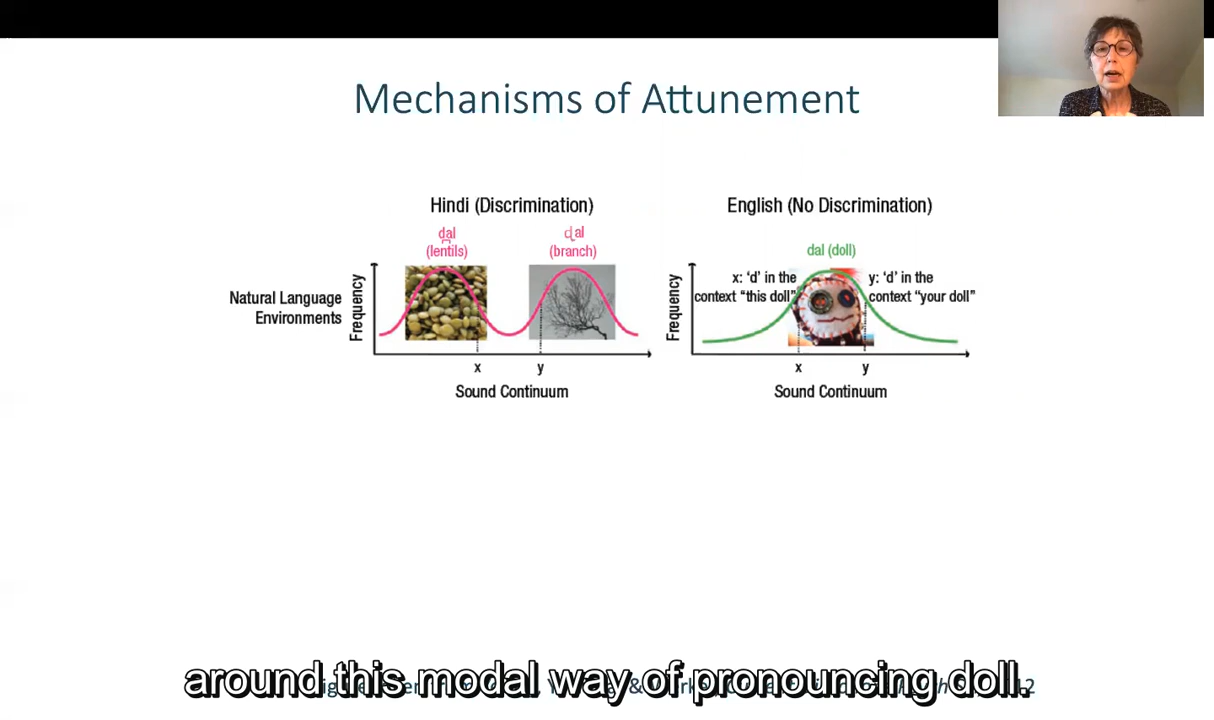 Mechanisms of Attunement
Hindi (Discrimination)
d̪al
(lentils)
ɖal
(branch)
Natural Language
Environments
Frequency
x
y
Sound Continuum
English (No Discrimination)
dal (doll)
x: 'd' in the
context "this doll"
y: 'd' in the
context "your doll"
Frequency
x
y
Sound Continuum
around this modal way of pronouncing doll.